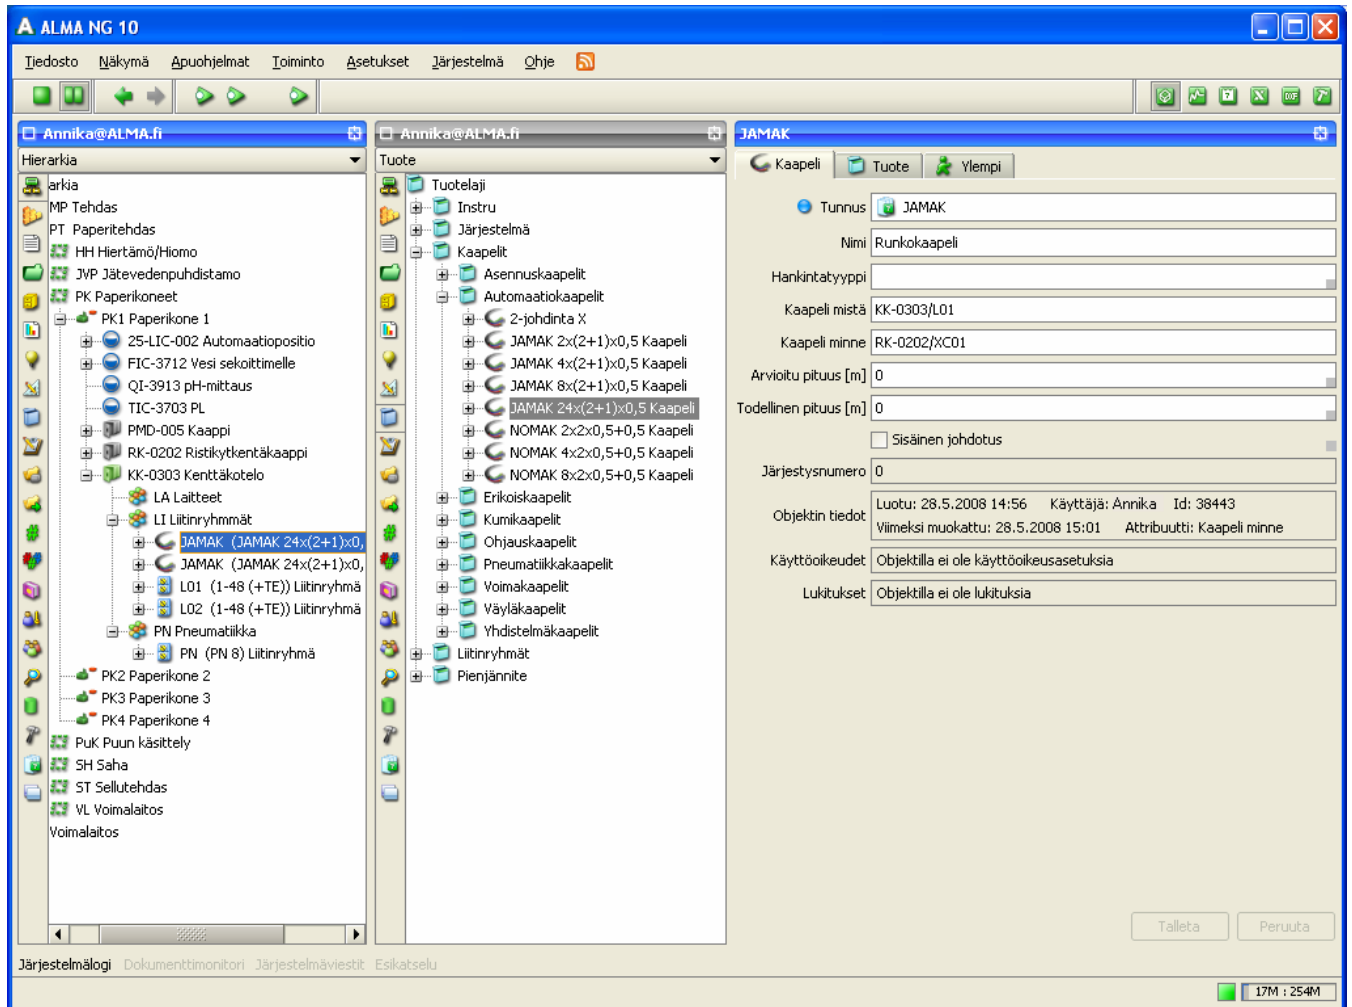 ALMA NG 10
Tiedosto Näkymä Apuohjelmat Toiminto Asetukset Järjestelmä Ohje
Annika@ALMA.fi
Hierarkia
arkia
MP Tehdas
PT Paperitehdas
HH Hiertämö/Hiomo
JVP Jätevedenpuhdistamo
PK Paperikoneet
PK1 Paperikone 1
25-LIC-002 Automaatiopositio
FIC-3712 Vesi sekoittimelle
QI-3913 pH-mittaus
TIC-3703 PL
PMD-005 Kaappi
RK-0202 Ristikytkentäkaappi
KK-0303 Kenttäkotelo
LA Laitteet
LI Liitinryhmmät
JAMAK (JAMAK 24x(2+1)x0,
JAMAK (JAMAK 24x(2+1)x0,
L01 (1-48 (+TE)) Liitinryhmä
L02 (1-48 (+TE)) Liitinryhmä
PN Pneumatiikka
PN (PN 8) Liitinryhmä
PK2 Paperikone 2
PK3 Paperikone 3
PK4 Paperikone 4
PuK Puun käsittely
SH Saha
ST Sellutehdas
VL Voimalaitos
Voimalaitos
Annika@ALMA.fi
Tuote
Tuotelaji
Instru
Järjestelmä
Kaapelit
Asennuskaapelit
Automaatiokaapelit
2-johdinta X
JAMAK 2x(2+1)x0,5 Kaapeli
JAMAK 4x(2+1)x0,5 Kaapeli
JAMAK 8x(2+1)x0,5 Kaapeli
JAMAK 24x(2+1)x0,5 Kaapeli
NOMAK 2x2x0,5+0,5 Kaapeli
NOMAK 4x2x0,5+0,5 Kaapeli
NOMAK 8x2x0,5+0,5 Kaapeli
Erikoiskaapelit
Kumikaapelit
Ohjauskaapelit
Pneumatiikkakaapelit
Voimakaapelit
Väyläkaapelit
Yhdistelmäkaapelit
Liitinryhmät
Pienjännite
JAMAK
Kaapeli Tuote Ylempi
Tunnus JAMAK
Nimi Runkokaapeli
Hankintatyyppi
Kaapeli mistä KK-0303/L01
Kaapeli minne RK-0202/XC01
Arvioitu pituus [m] 0
Todellinen pituus [m] 0
Sisäinen johdotus
Järjestysnumero 0
Objektin tiedot Luotu: 28.5.2008 14:56 Käyttäjä: Annika Id: 38443
Viimeksi muokattu: 28.5.2008 15:01 Attribuutti: Kaapeli minne
Käyttöoikeudet Objektilla ei ole käyttöoikeusasetuksia
Lukitukset Objektilla ei ole lukituksia
Talleta Peruuta
Järjestelmälogi Dokumenttimonitori Järjestelmäviestit Esikatselu
17M : 254M